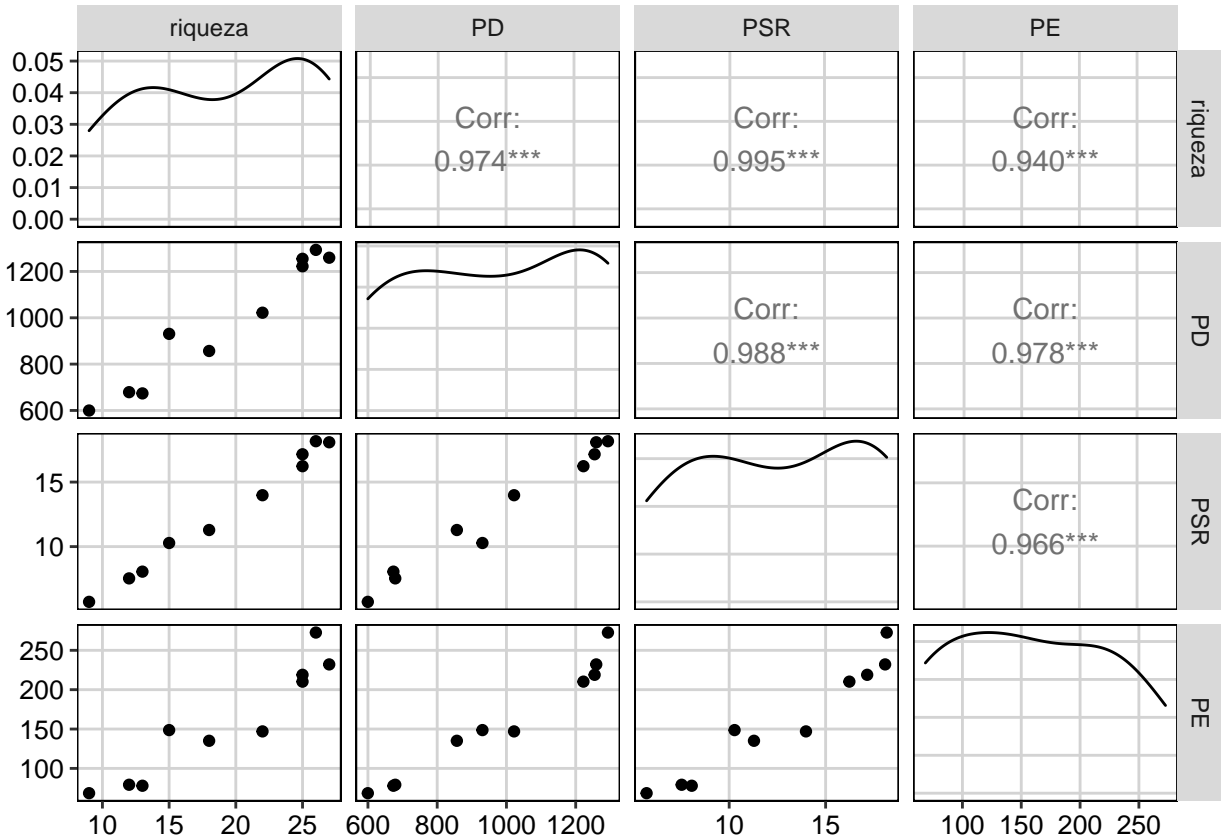 riqueza PD PSR PE
0.05
0.04
0.03
0.02
0.01
0.00
Corr:
0.974***
Corr:
0.995***
Corr:
0.940***
riqueza
1200
1000
800
600
Corr:
0.988***
Corr:
0.978***
PD
15
10
Corr:
0.966***
PSR
250
200
150
100
PE
10 15 20 25 600 800 1000 1200 10 15 100 150 200 250